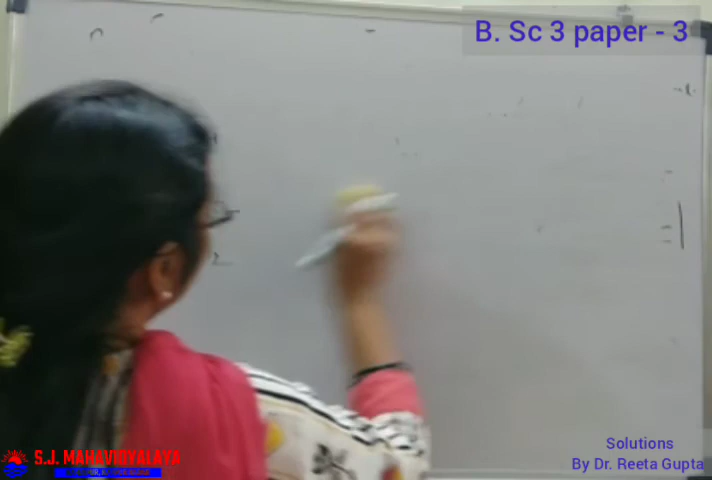 B. Sc 3 paper - 3
S.J. MAHAVIDYALAYA
Solutions
By Dr. Reeta Gupta